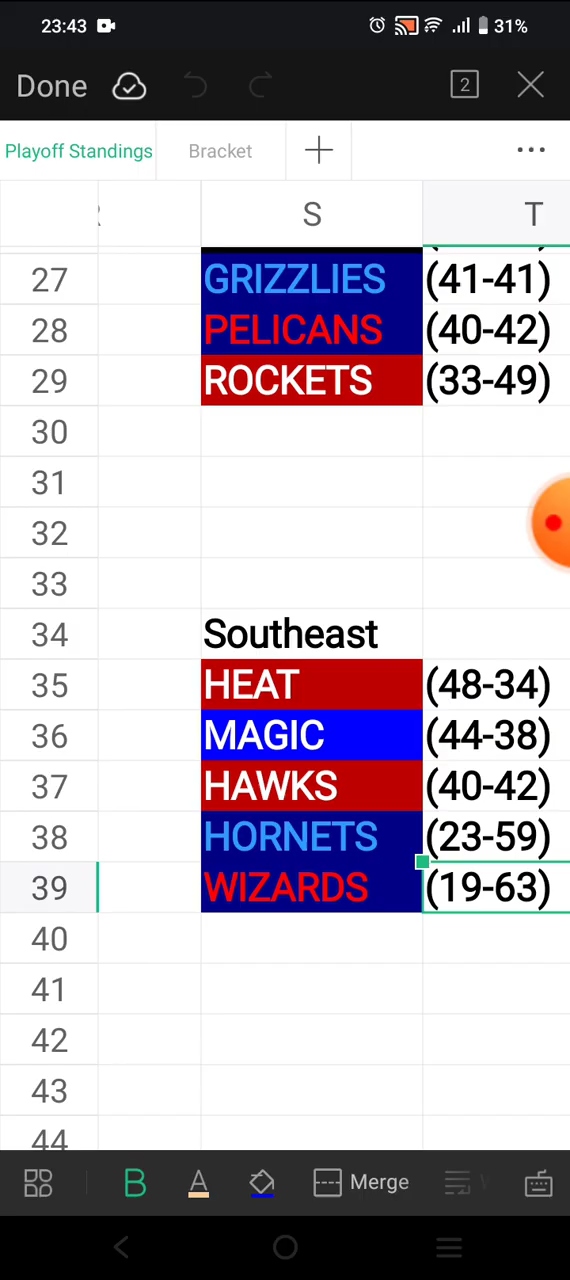 23:43 31%
Done 2
Playoff Standings Bracket
S T
27 GRIZZLIES (41-41)
28 PELICANS (40-42)
29 ROCKETS (33-49)
30
31
32
33
34 Southeast
35 HEAT (48-34)
36 MAGIC (44-38)
37 HAWKS (40-42)
38 HORNETS (23-59)
39 WIZARDS (19-63)
40
41
42
43
44
B A Merge